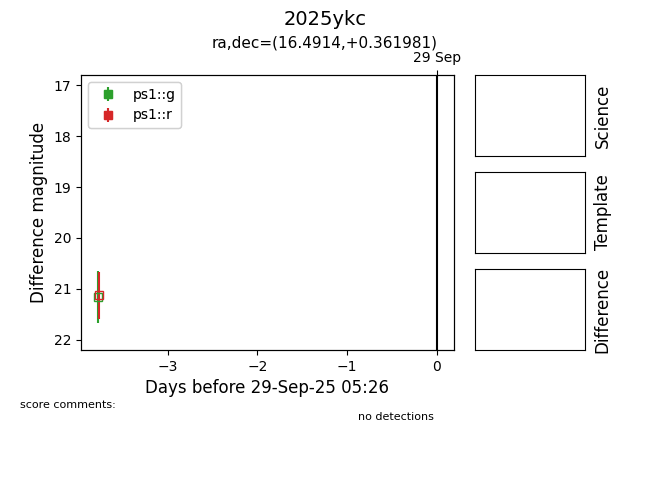 2025ykc
ra,dec=(16.4914,+0.361981)
29 Sep
ps1::g
ps1::r
17
18
19
20
21
22
Difference magnitude
−3
−2
−1
0
Days before 29-Sep-25 05:26
Science
Template
Difference
score comments:
no detections